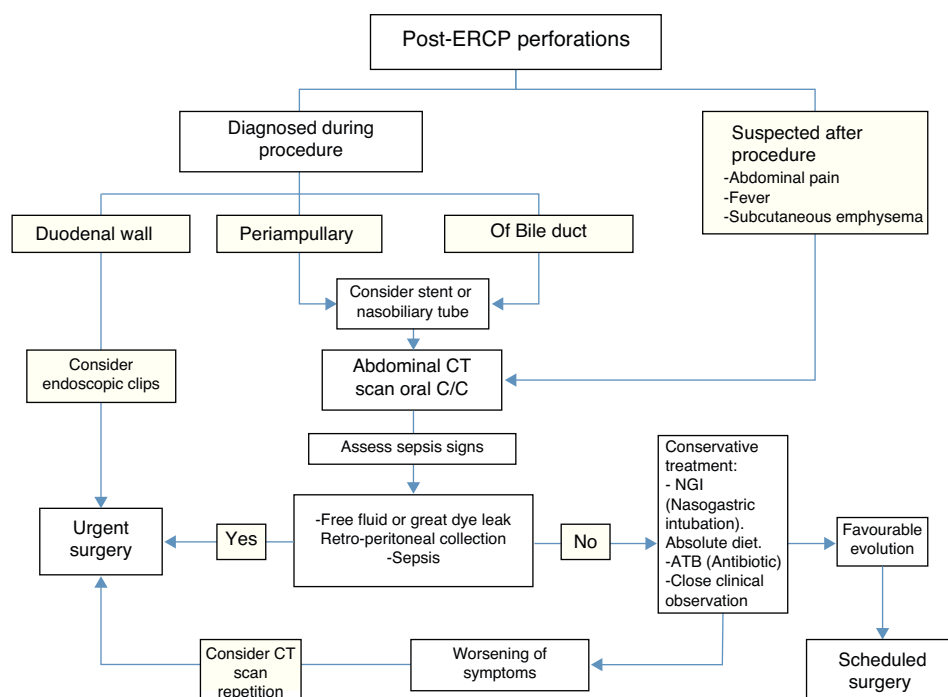 Post-ERCP perforations
Diagnosed during
procedure
Suspected after
procedure
-Abdominal pain
-Fever
-Subcutaneous emphysema
Duodenal wall
Periampullary
Of Bile duct
Consider stent or
nasobiliary tube
Consider
endoscopic clips
Abdominal CT
scan oral C/C
Assess sepsis signs
Urgent
surgery
Yes
-Free fluid or great dye leak
Retro-peritoneal collection
-Sepsis
No
Conservative
treatment:
- NGI
(Nasogastric
intubation).
Absolute diet.
-ATB (Antibiotic)
-Close clinical
observation
Favourable
evolution
Consider CT
scan
repetition
Worsening of
symptoms
Scheduled
surgery